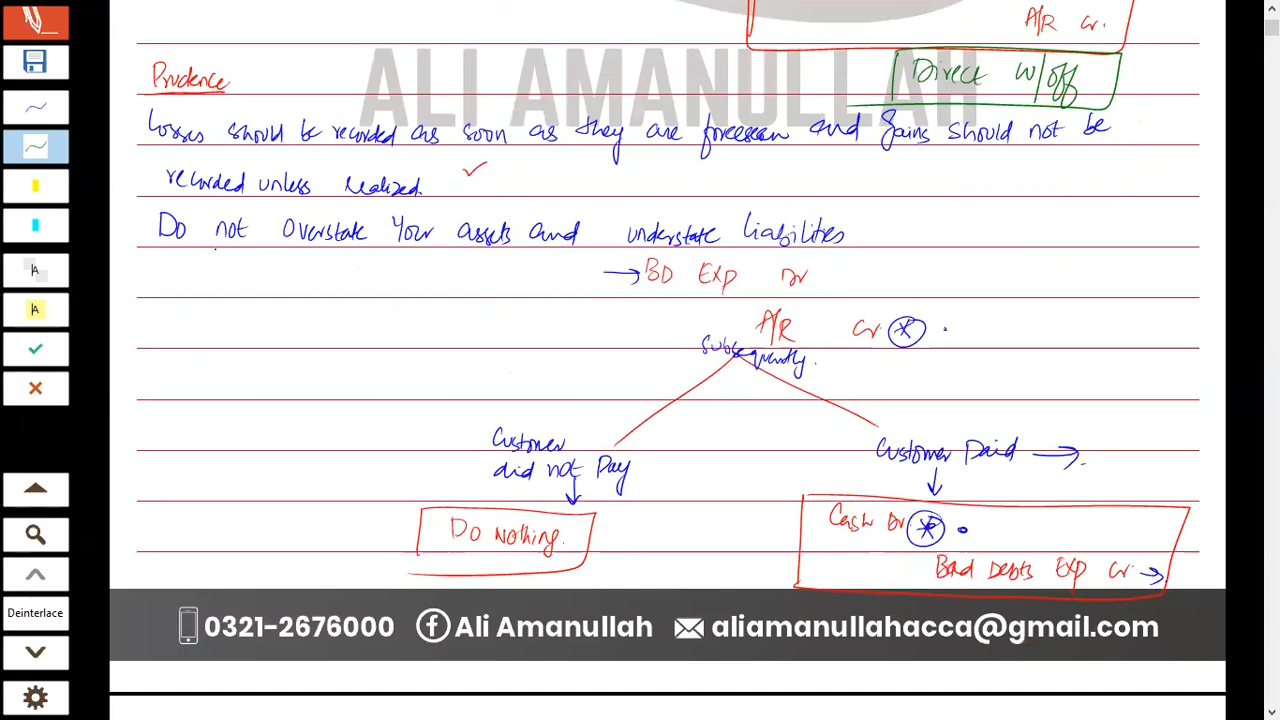 A/R cr.
ALI AMANULLAH
Direct w/off
Prudence
Losses should be recorded as soon as they are foreseen and gains should not be
recorded unless realized.
Do not overstate your assets and understate liabilities
→ BD Exp Dr
A/R Cr *
Subsequently.
Customer
did not Pay
Customer Paid →
Do nothing.
Cash Dr *
Bad Debts Exp Cr. →
Deinterlace
0321-2676000 f Ali Amanullah aliamanullahacca@gmail.com